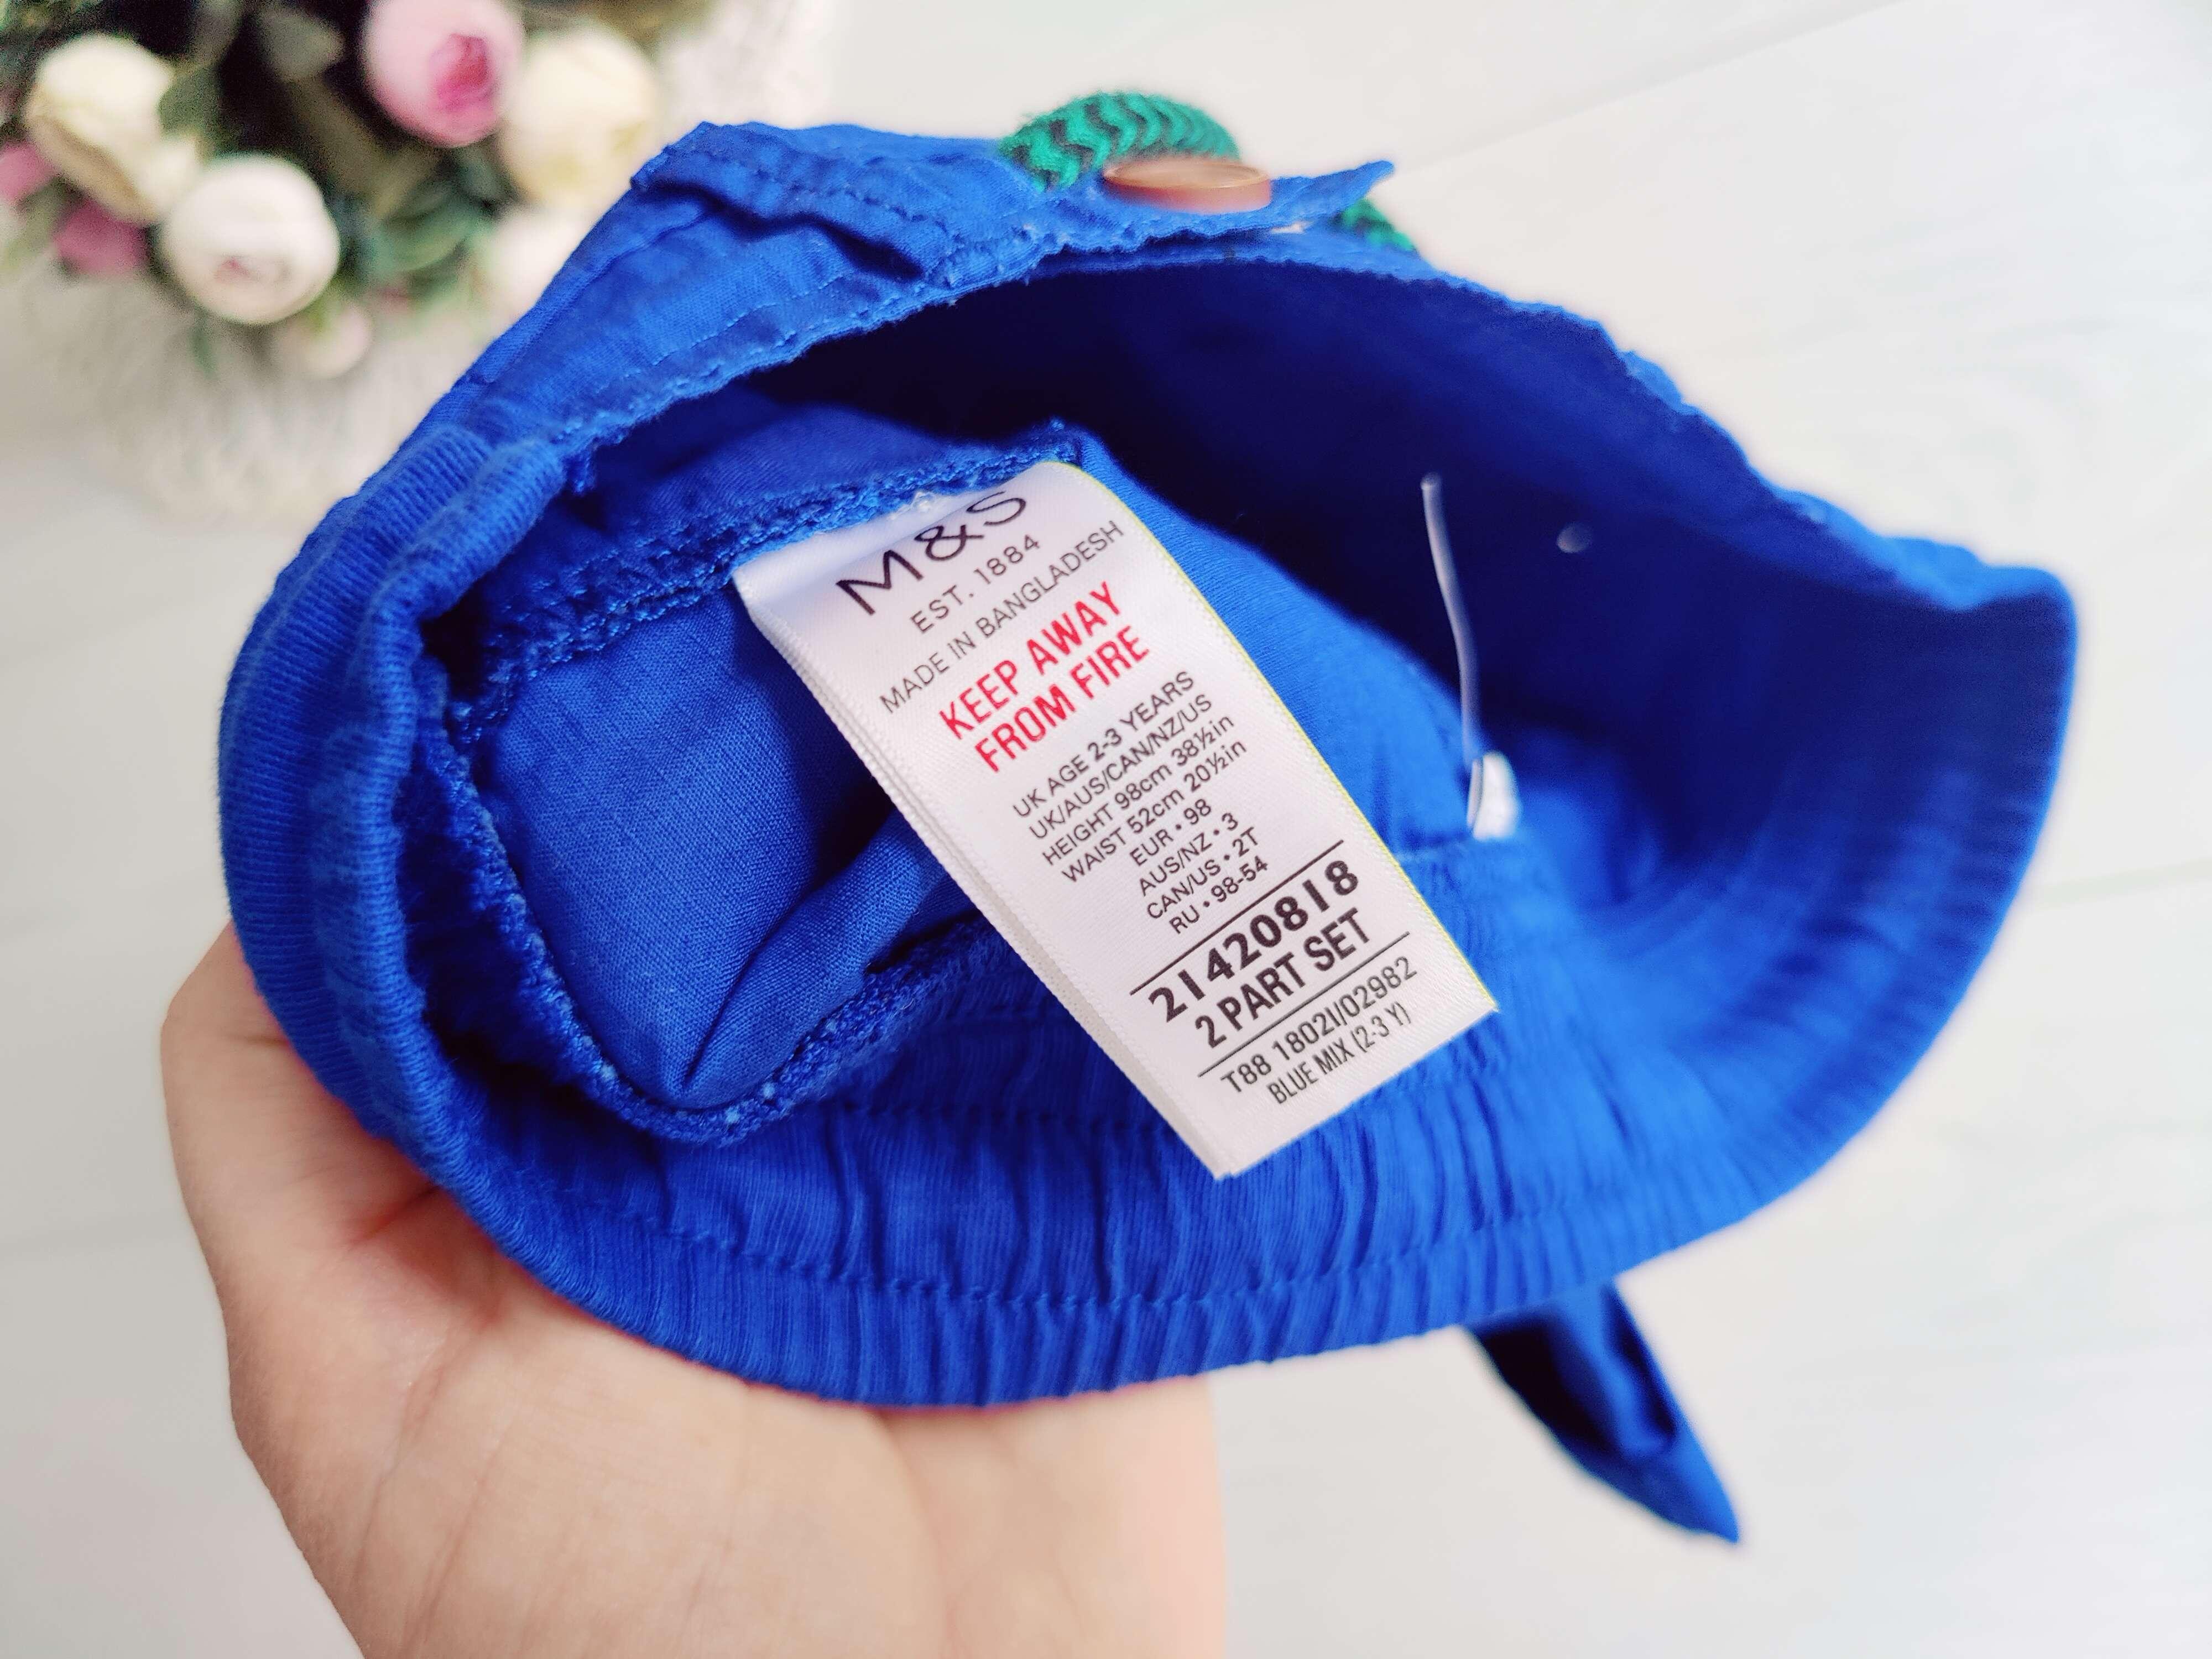 M&S
EST. 1884
MADE IN BANGLADESH
KEEP AWAY
FROM FIRE
UK AGE 2-3 YEARS
UK/AUS/CAN/NZ/US
HEIGHT 98cm 38½in
WAIST 52cm 20½in
EUR • 98
AUS/NZ • 3
CAN/US • 2T
RU • 98-54
21420818
2 PART SET
T88 1802I/02982
BLUE MIX (2-3 Y)